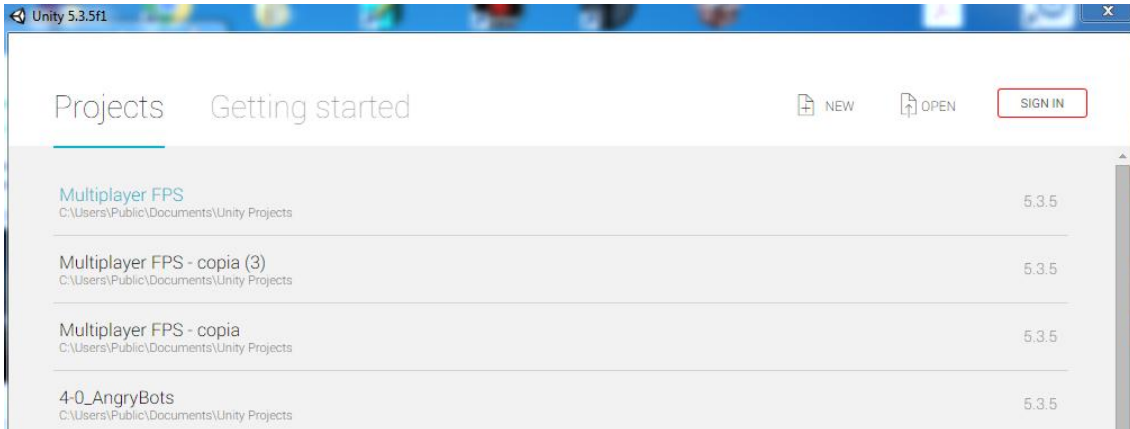 Unity 5.3.5f1
x
Projects Getting started NEW OPEN SIGN IN
Multiplayer FPS 5.3.5
C:\Users\Public\Documents\Unity Projects
Multiplayer FPS - copia (3) 5.3.5
C:\Users\Public\Documents\Unity Projects
Multiplayer FPS - copia 5.3.5
C:\Users\Public\Documents\Unity Projects
4-0_AngryBots 5.3.5
C:\Users\Public\Documents\Unity Projects